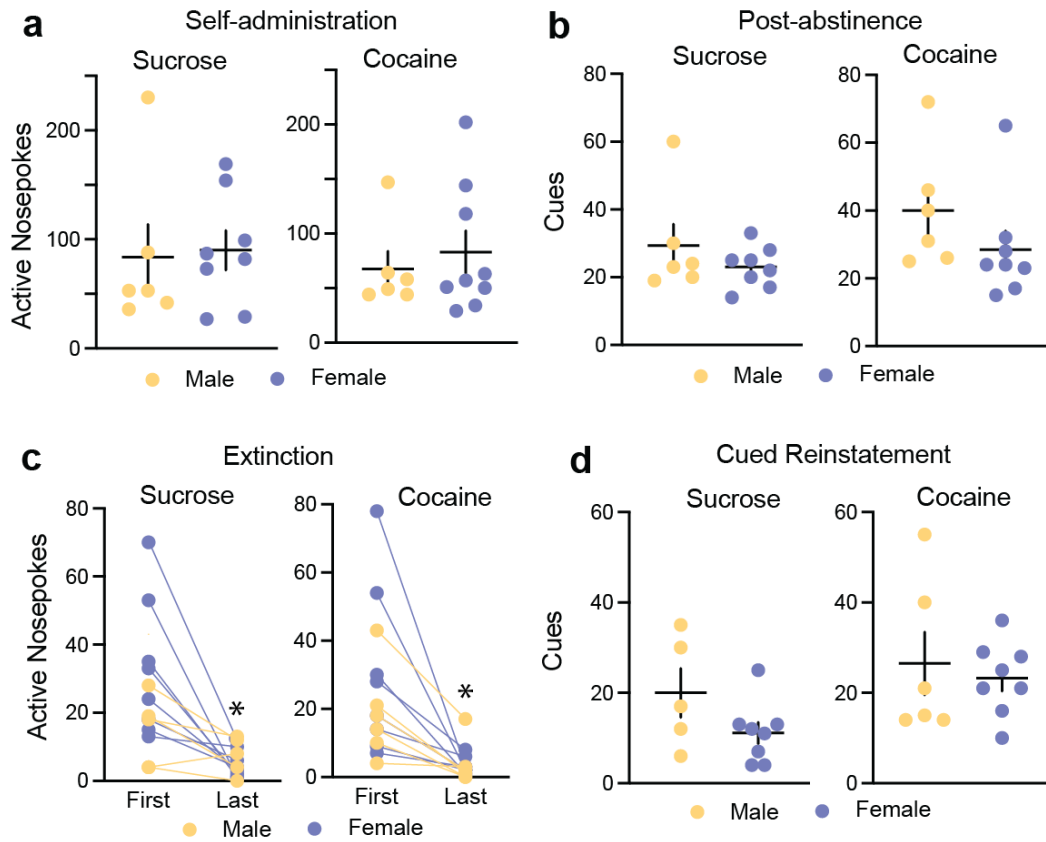 a
Self-administration
Sucrose
Cocaine
Active Nosepokes
200
100
0
200
100
0
Male
Female
b
Post-abstinence
Sucrose
Cocaine
Cues
80
60
40
20
0
80
60
40
20
0
Male
Female
c
Extinction
Sucrose
Cocaine
Active Nosepokes
80
60
40
20
0
*
First
Last
80
60
40
20
0
*
First
Last
Male
Female
d
Cued Reinstatement
Sucrose
Cocaine
Cues
60
40
20
0
60
40
20
0
Male
Female